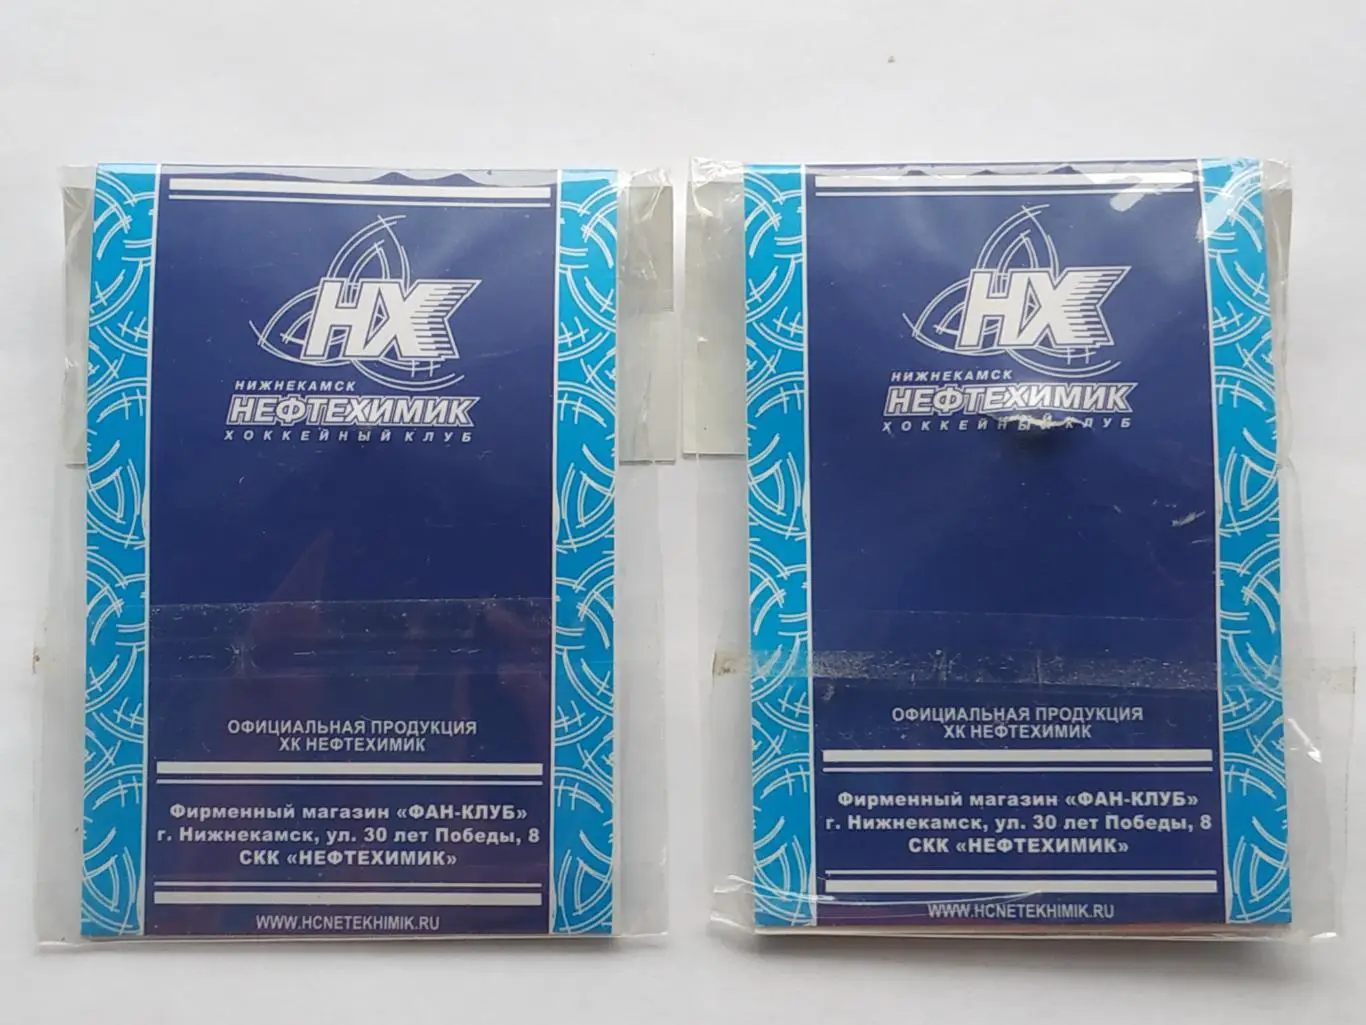 НХ
НИЖНЕКАМСК
НЕФТЕХИМИК
ХОККЕЙНЫЙ КЛУБ
ОФИЦИАЛЬНАЯ ПРОДУКЦИЯ
ХК НЕФТЕХИМИК
Фирменный магазин «ФАН-КЛУБ»
г. Нижнекамск, ул. 30 лет Победы, 8
СКК «НЕФТЕХИМИК»
WWW.HCNETEKHIMIK.RU
НХ
НИЖНЕКАМСК
НЕФТЕХИМИК
ХОККЕЙНЫЙ КЛУБ
ОФИЦИАЛЬНАЯ ПРОДУКЦИЯ
ХК НЕФТЕХИМИК
Фирменный магазин «ФАН-КЛУБ»
г. Нижнекамск, ул. 30 лет Победы, 8
СКК «НЕФТЕХИМИК»
WWW.HCNETEKHIMIK.RU